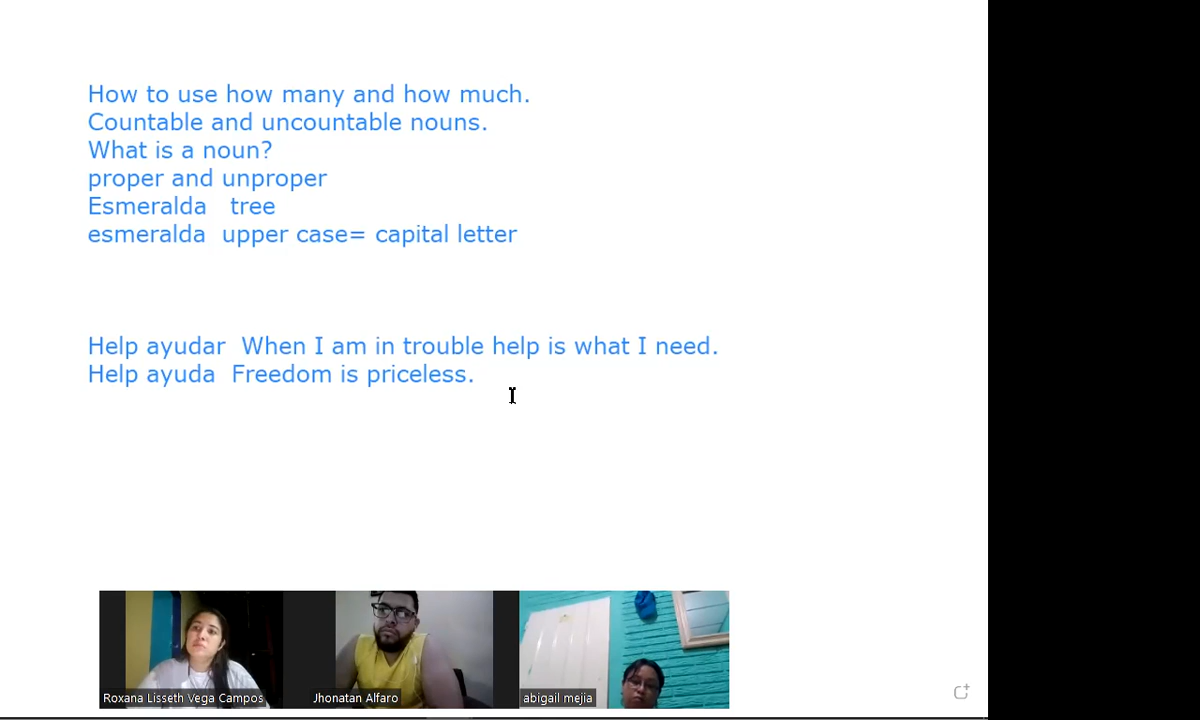 How to use how many and how much.
Countable and uncountable nouns.
What is a noun?
proper and unproper
Esmeralda   tree
esmeralda  upper case= capital letter
Help ayudar  When I am in trouble help is what I need.
Help ayuda  Freedom is priceless.
Roxana Lisseth Vega Campos
Jhonatan Alfaro
abigail mejia